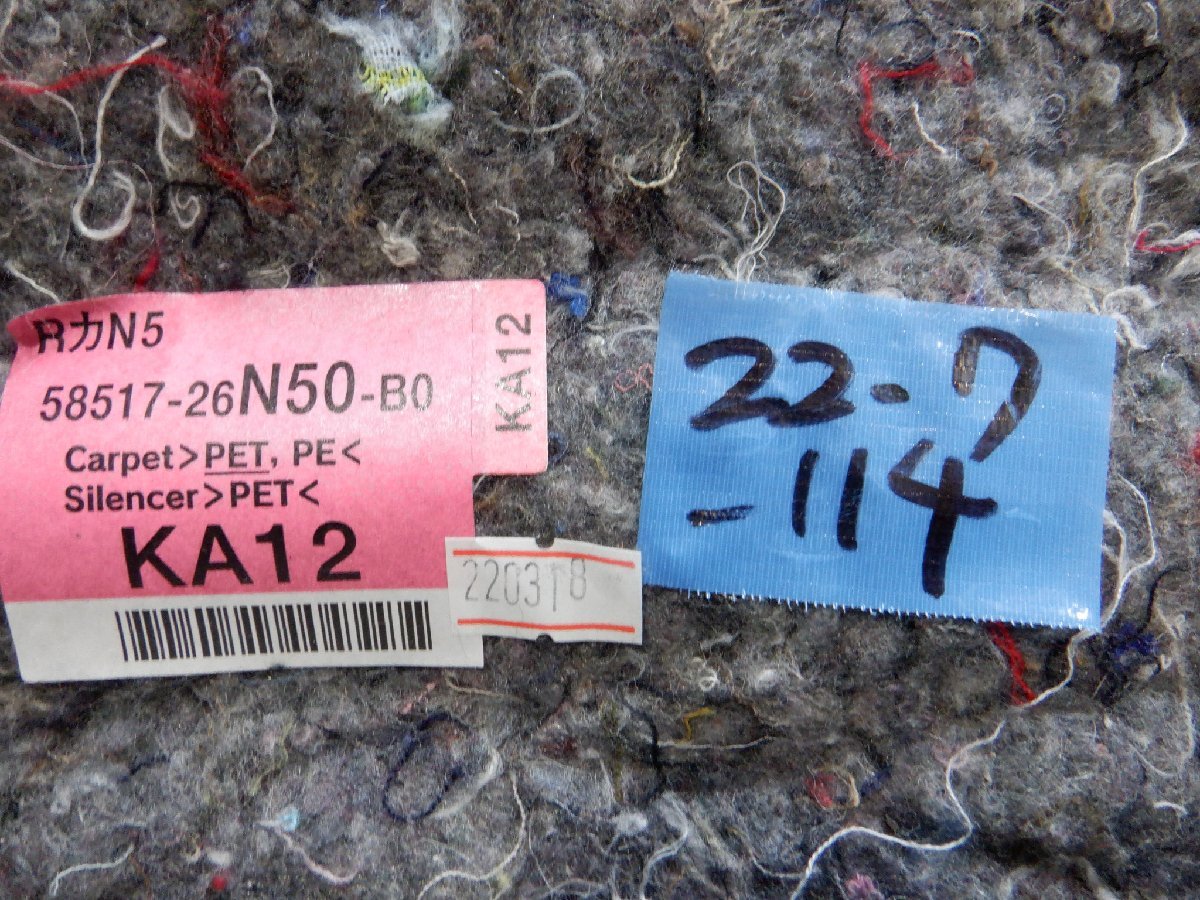 RカN5
58517-26N50-B0
Carpet>PET, PE<
Silencer>PET<
KA12
KA12
220318
22-7
-114